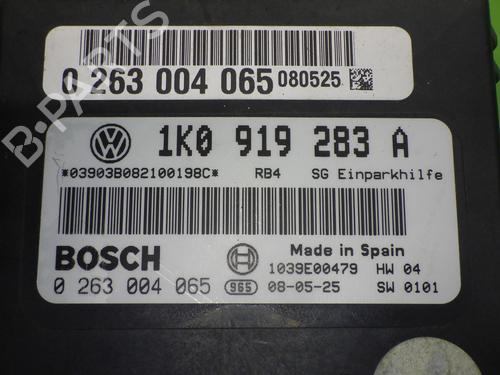 0 263 004 065 080525
1K0 919 283 A
*03903B082100198C* RB4 SG Einparkhilfe
BOSCH
Made in Spain
1039E00479 HW 04
0 263 004 065 965 08-05-25 SW 0101
B-PARTS